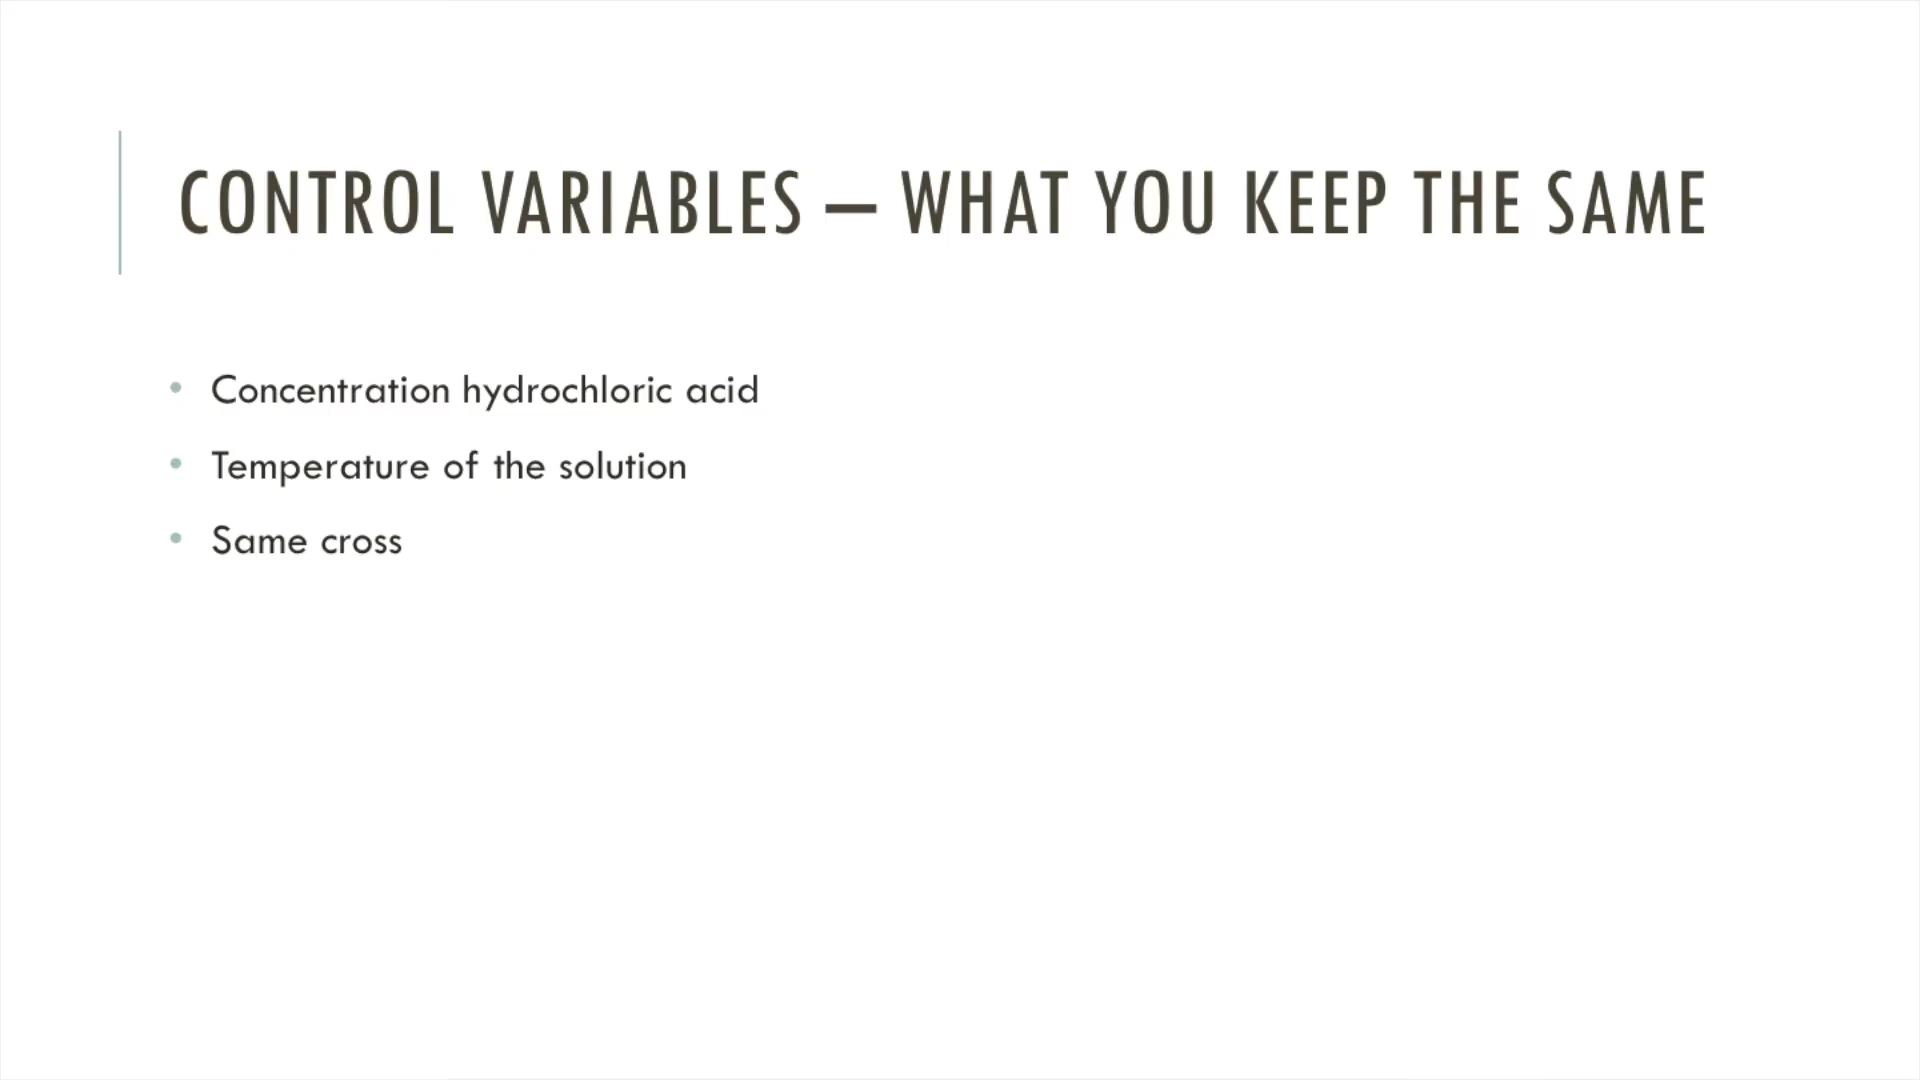 CONTROL VARIABLES – WHAT YOU KEEP THE SAME
• Concentration hydrochloric acid
• Temperature of the solution
• Same cross